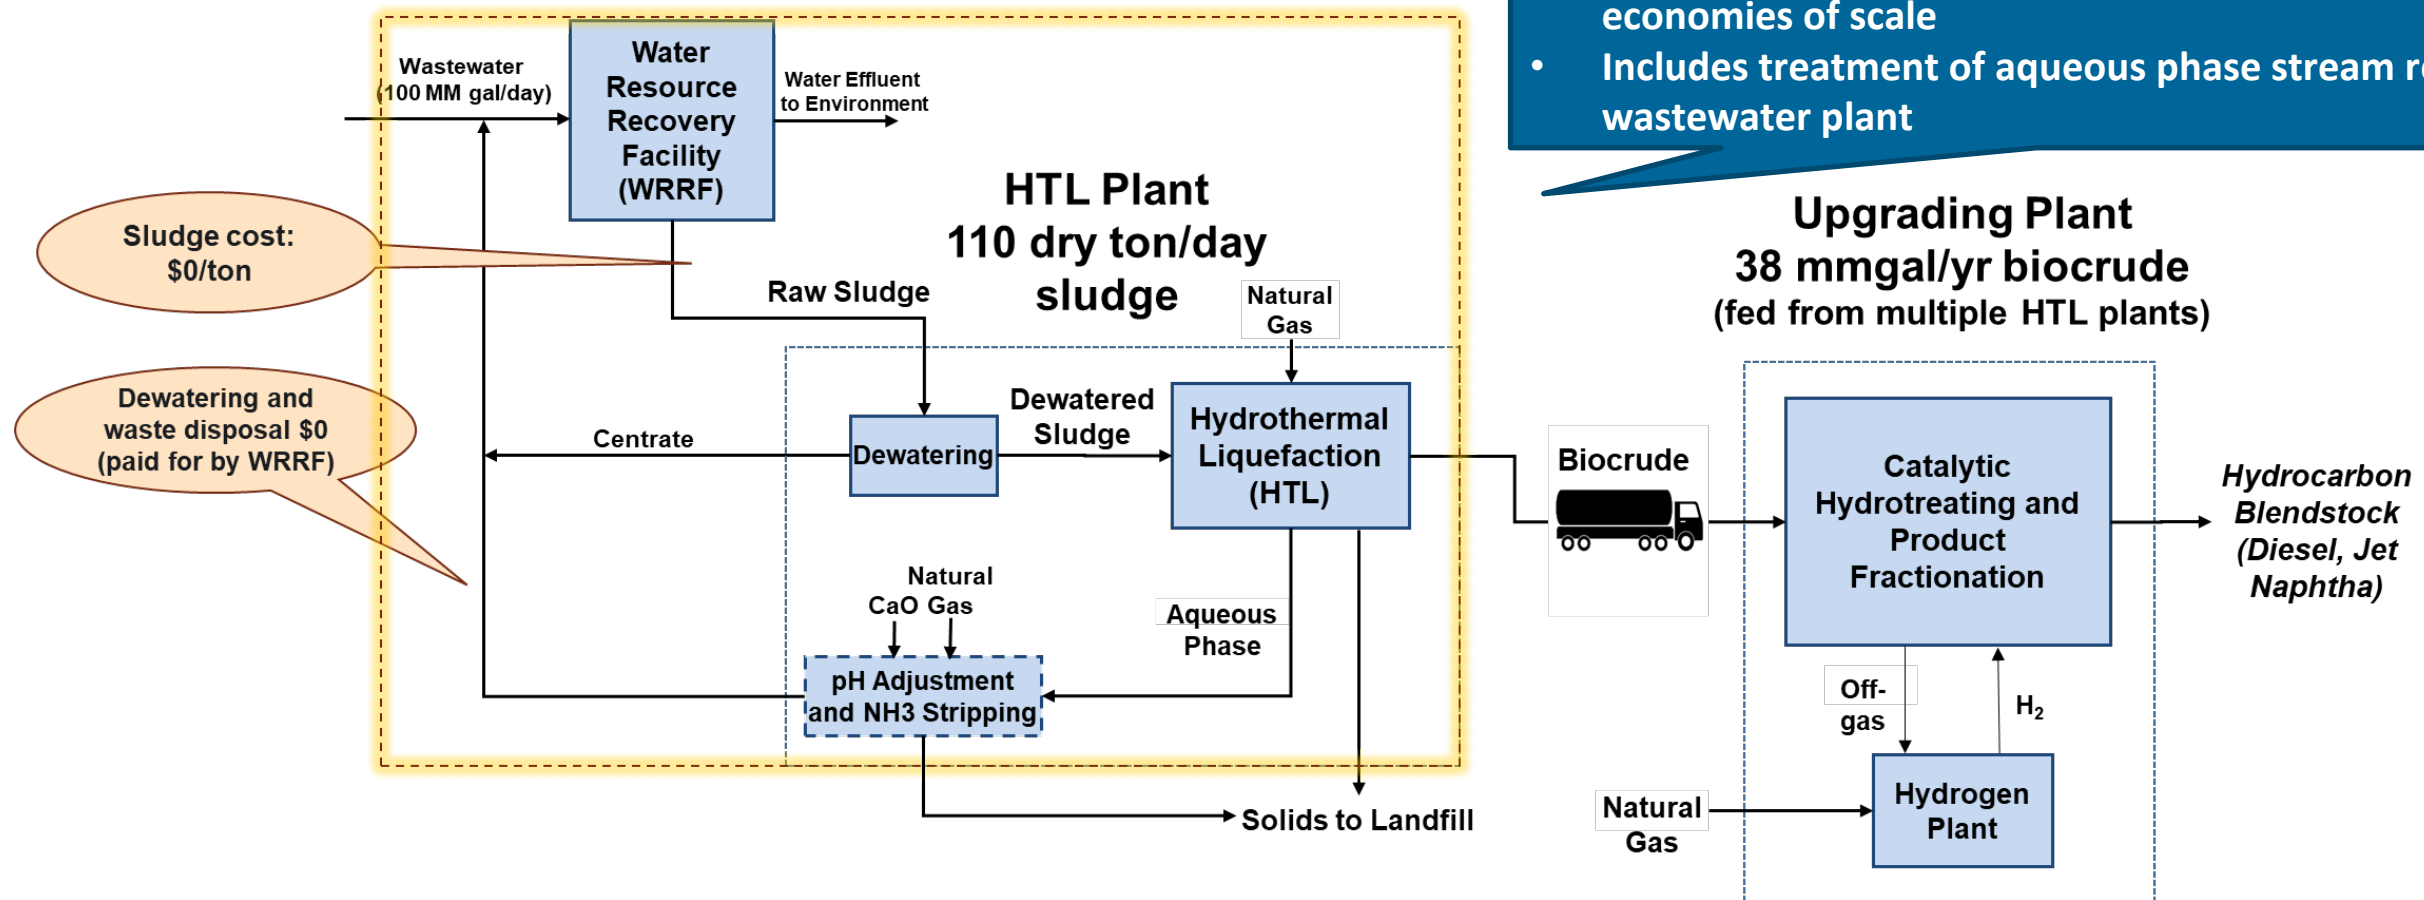 economies of scale
• Includes treatment of aqueous phase stream
wastewater plant
Wastewater
(100 MM gal/day)
Water
Resource
Recovery
Facility
(WRRF)
Water Effluent
to Environment
Sludge cost:
$0/ton
HTL Plant
110 dry ton/day
sludge
Raw Sludge
Natural
Gas
Upgrading Plant
38 mmgal/yr biocrude
(fed from multiple HTL plants)
Dewatering and
waste disposal $0
(paid for by WRRF)
Centrate
Dewatering
Dewatered
Sludge
Hydrothermal
Liquefaction
(HTL)
Biocrude
Catalytic
Hydrotreating and
Product
Fractionation
Hydrocarbon
Blendstock
(Diesel, Jet
Naphtha)
Natural
CaO Gas
Aqueous
Phase
pH Adjustment
and NH3 Stripping
Off-
gas
H2
Solids to Landfill
Natural
Gas
Hydrogen
Plant